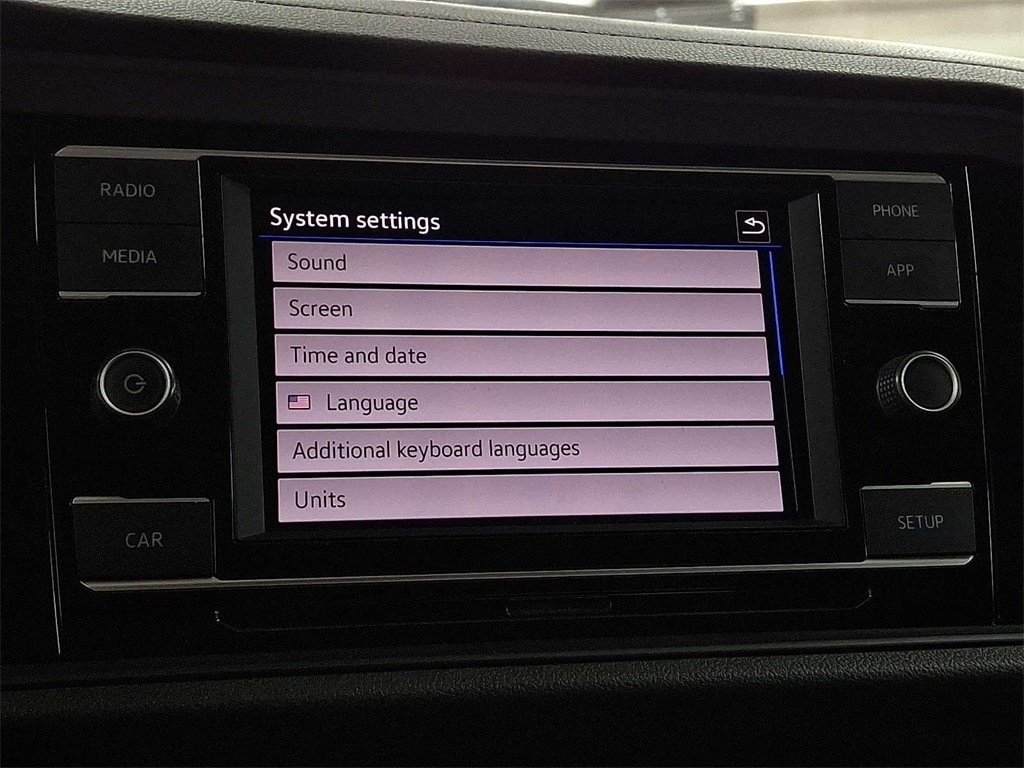 RADIO
MEDIA
CAR
System settings
Sound
Screen
Time and date
Language
Additional keyboard languages
Units
PHONE
APP
SETUP